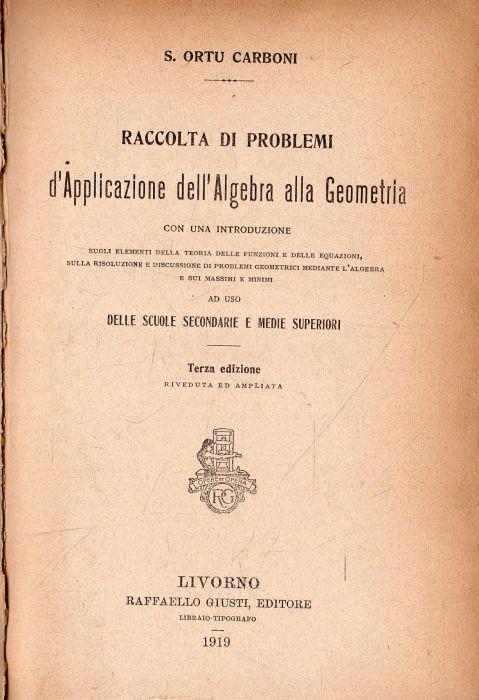 S. ORTU CARBONI
RACCOLTA DI PROBLEMI
d'Applicazione dell'Algebra alla Geometria
CON UNA INTRODUZIONE
SUGLI ELEMENTI DELLA TEORIA DELLE FUNZIONI E DELLE EQUAZIONI,
SULLA RISOLUZIONE E DISCUSSIONE DI PROBLEMI GEOMETRICI MEDIANTE L'ALGEBRA
E SUI MASSIMI E MINIMI
AD USO
DELLE SCUOLE SECONDARIE E MEDIE SUPERIORI
Terza edizione
RIVEDUTA ED AMPLIATA
RG
LIVORNO
RAFFAELLO GIUSTI, EDITORE
LIBRAIO-TIPOGRAFO
1919